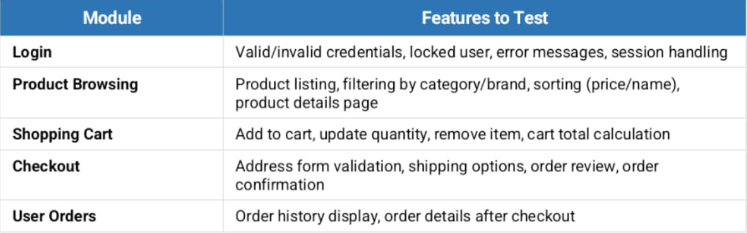 Module Features to Test
Login Valid/invalid credentials, locked user, error messages, session handling
Product Browsing Product listing, filtering by category/brand, sorting (price/name),
product details page
Shopping Cart Add to cart, update quantity, remove item, cart total calculation
Checkout Address form validation, shipping options, order review, order
confirmation
User Orders Order history display, order details after checkout